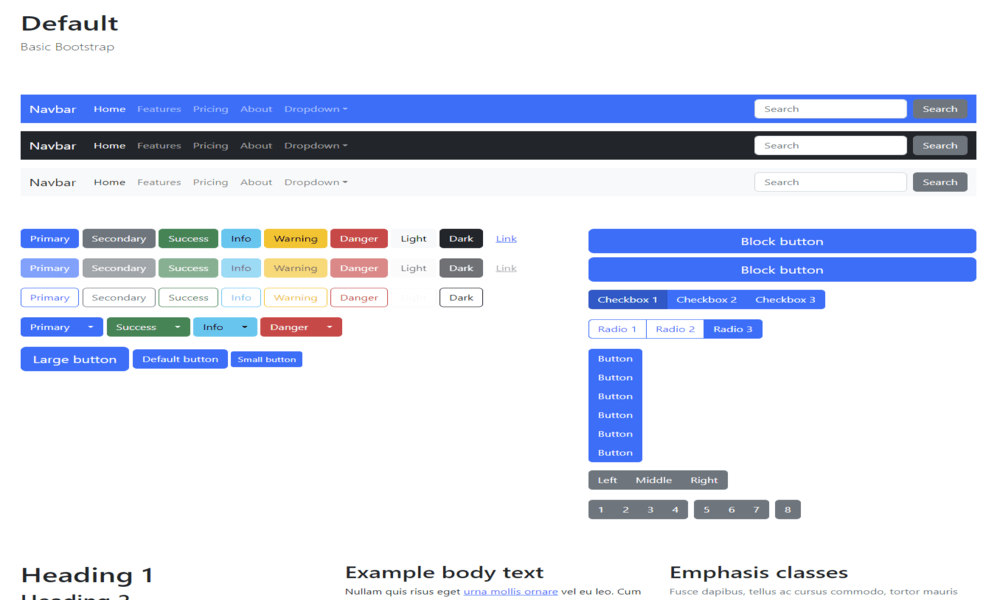 Default
Basic Bootstrap
Navbar Home Features Pricing About Dropdown Search Search
Navbar Home Features Pricing About Dropdown Search Search
Navbar Home Features Pricing About Dropdown Search Search
Primary Secondary Success Info Warning Danger Light Dark Link
Primary Secondary Success Info Warning Danger Light Dark Link
Primary Secondary Success Info Warning Danger Light Dark
Primary Success Info Danger
Large button Default button Small button
Block button
Block button
Checkbox 1 Checkbox 2 Checkbox 3
Radio 1 Radio 2 Radio 3
Button
Button
Button
Button
Button
Button
Left Middle Right
1 2 3 4 5 6 7 8
Heading 1
Heading 2
Example body text
Nullam quis risus eget urna mollis ornare vel eu leo. Cum
Emphasis classes
Fusce dapibus, tellus ac cursus commodo, tortor mauris